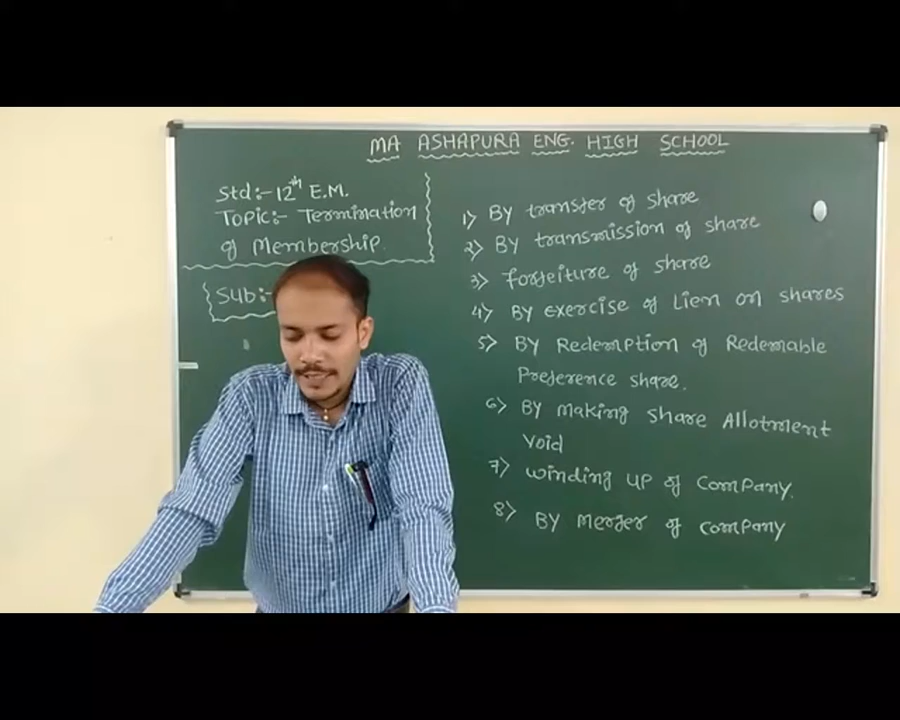 MA ASHAPURA ENG. HIGH SCHOOL
Std:- 12th E.M.
Topic:- Termination
of Membership.
Sub:-
1) By transfer of share
2) By transmission of share
3) forfeiture of share
4) By exercise of Lien on shares
5) By Redemption of Redemable
Preference share.
6) By Making share Allotment
Void
7) winding up of Company.
8) By Merger of company